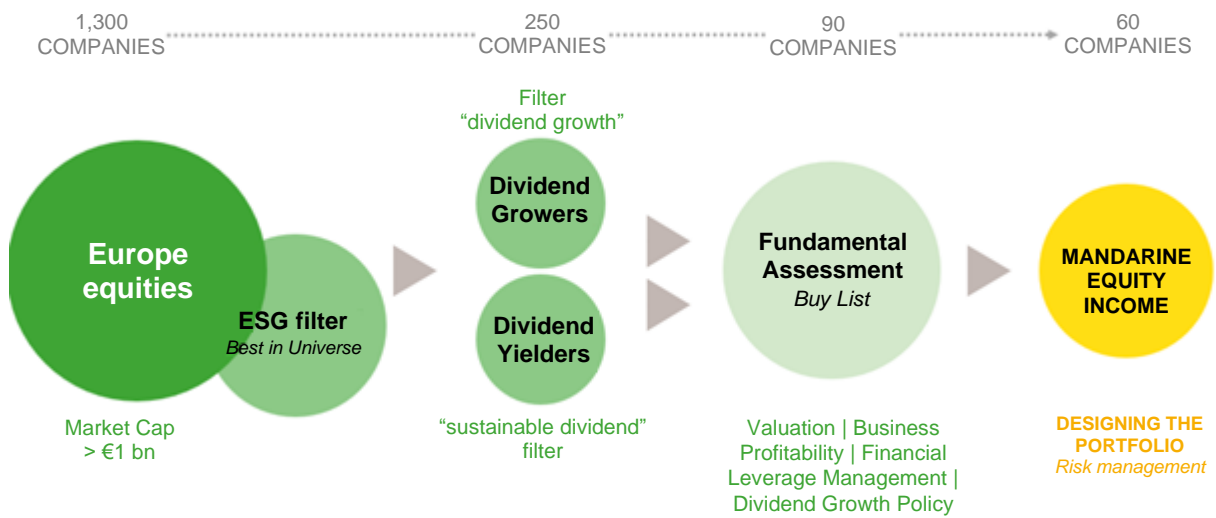 1,300
COMPANIES
250
COMPANIES
90
COMPANIES
60
COMPANIES
Europe
equities
ESG filter
Best in Universe
Market Cap
> €1 bn
Filter
“dividend growth”
Dividend
Growers
Dividend
Yielders
“sustainable dividend”
filter
Fundamental
Assessment
Buy List
Valuation | Business
Profitability | Financial
Leverage Management |
Dividend Growth Policy
MANDARINE
EQUITY
INCOME
DESIGNING THE
PORTFOLIO
Risk management